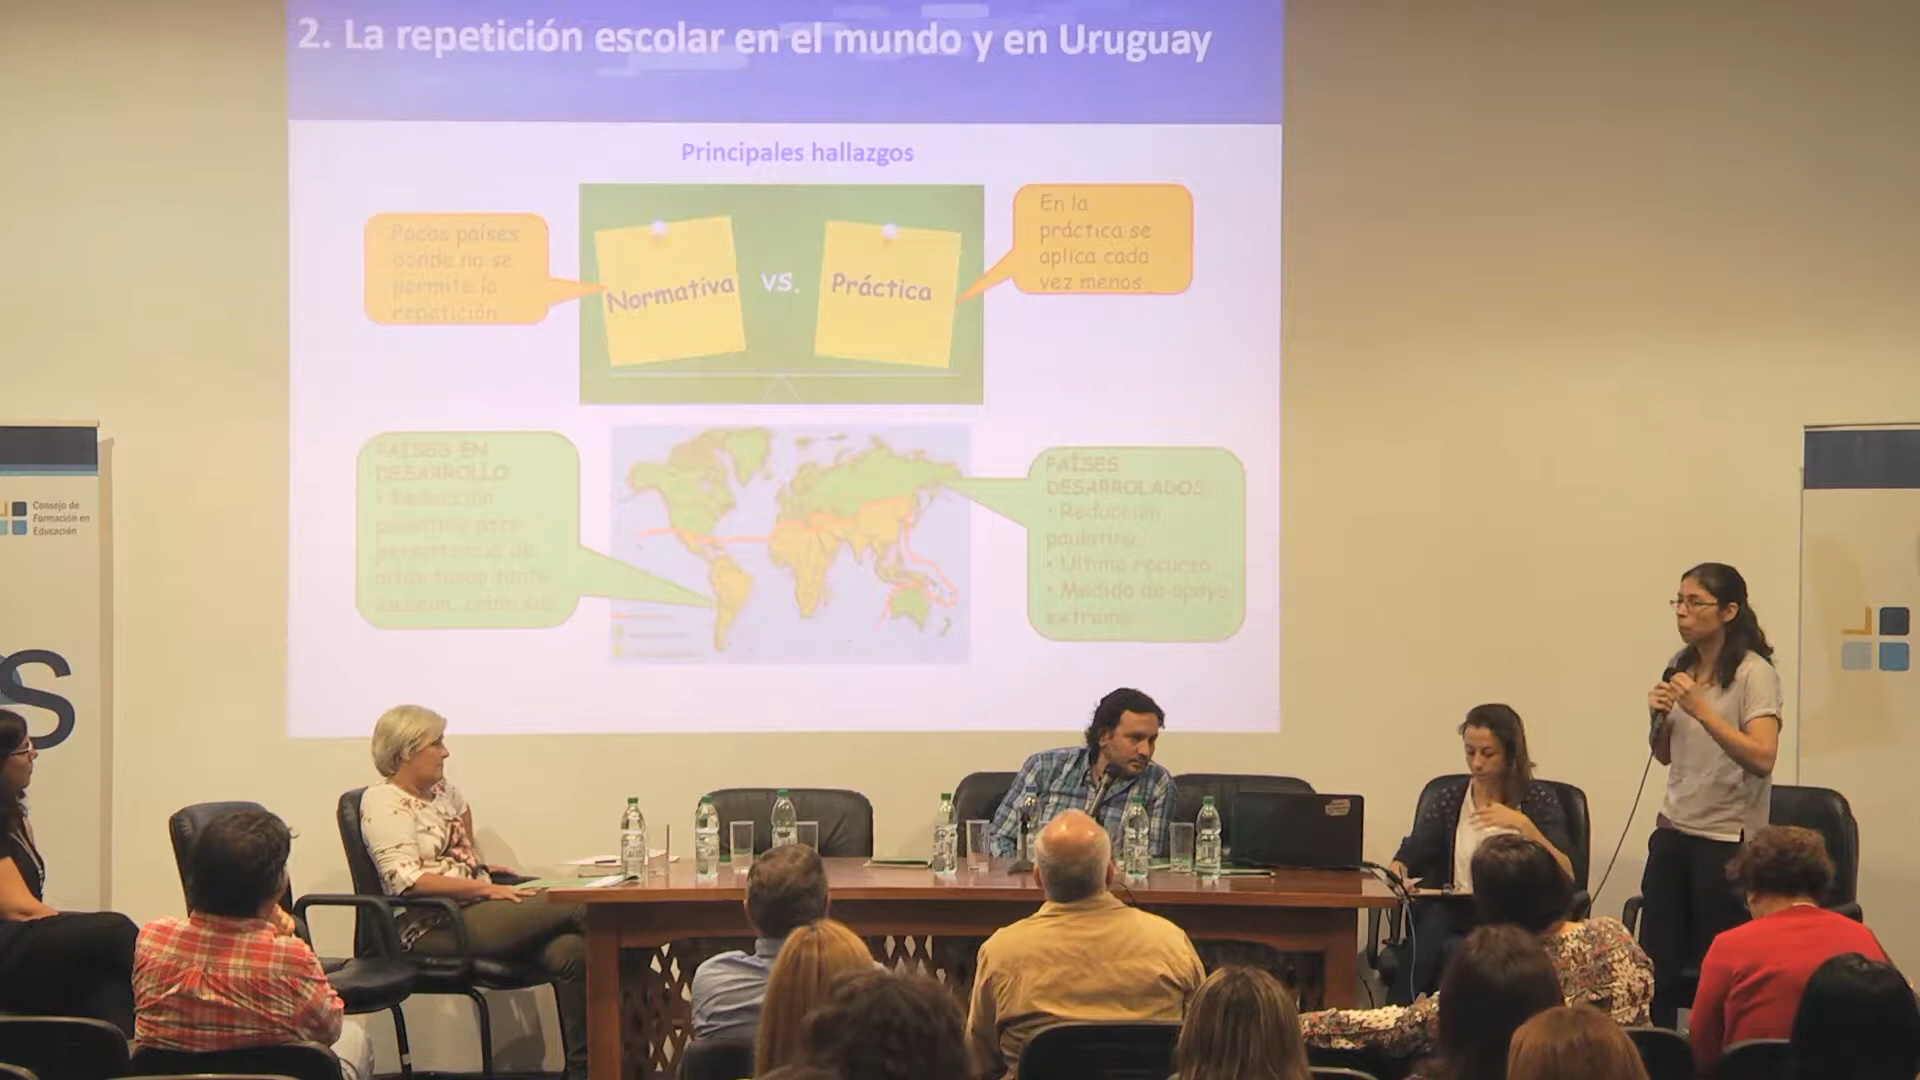 2. La repetición escolar en el mundo y en Uruguay
Principales hallazgos
Pocos países
donde no se
permite la
repetición
Normativa
vs.
Práctica
En la
práctica se
aplica cada
vez menos
PAÍSES EN
DESARROLLO
• Reducción
PAÍSES
DESARROLADOS
• Reducción
paulatina
• Último recurso
• Medida de apoyo
extrema
Consejo de
Formación en
Educación
S